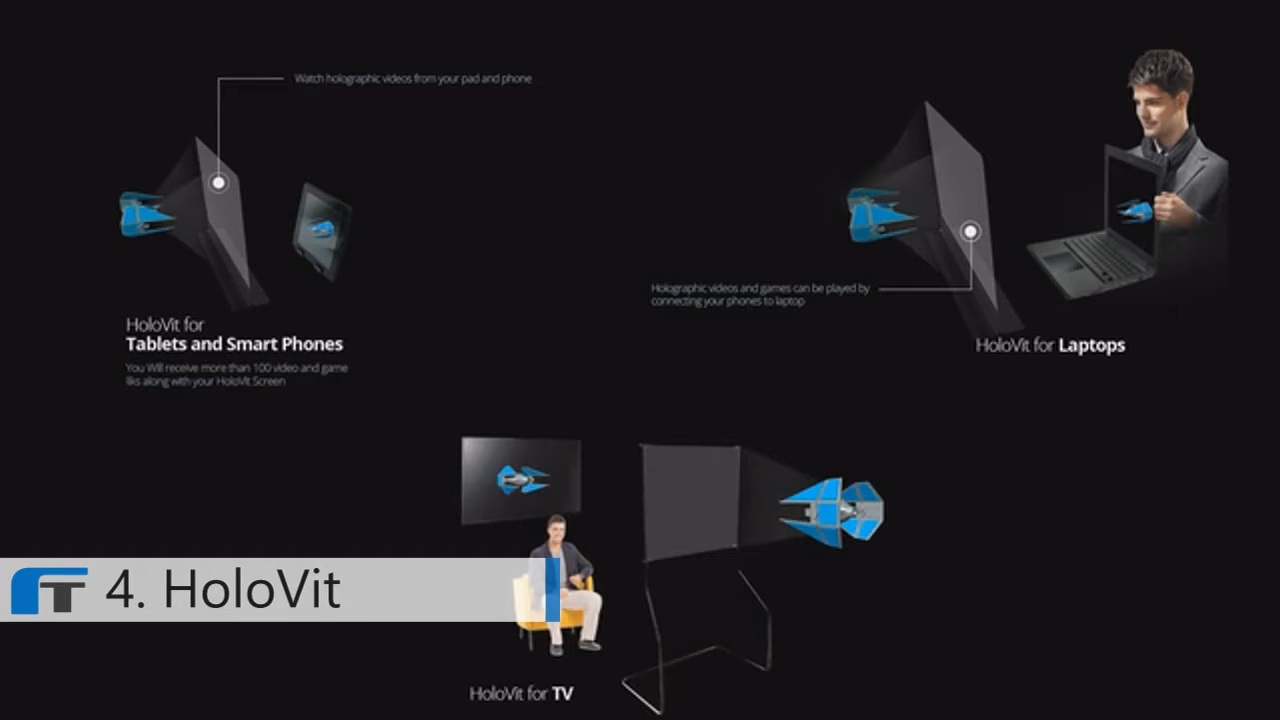 Watch holographic videos from your pad and phone
Holographic videos and games can be played by
connecting your phones to laptop
HoloVit for
Tablets and Smart Phones
HoloVit for Laptops
You Will receive more than 100 video and game
liks along with your HoloVit Screen
FT 4. HoloVit
HoloVit for TV